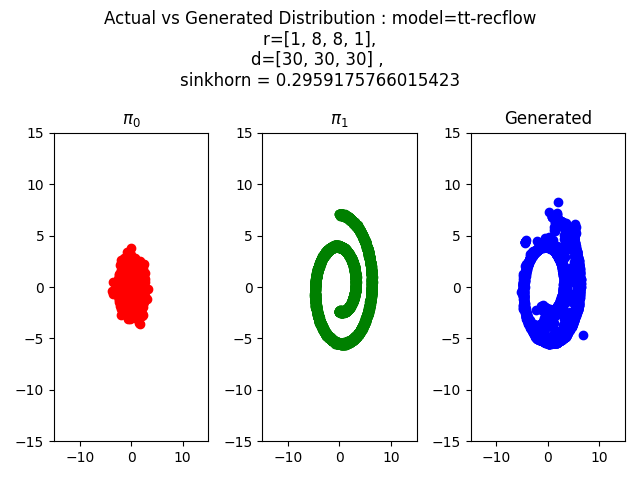 Actual vs Generated Distribution : model=tt-recflow
r=[1, 8, 8, 1],
d=[30, 30, 30] ,
sinkhorn = 0.2959175766015423
π₀
π₁
Generated
15
10
5
0
−5
−10
−15
−10 0 10
15
10
5
0
−5
−10
−15
−10 0 10
15
10
5
0
−5
−10
−15
−10 0 10